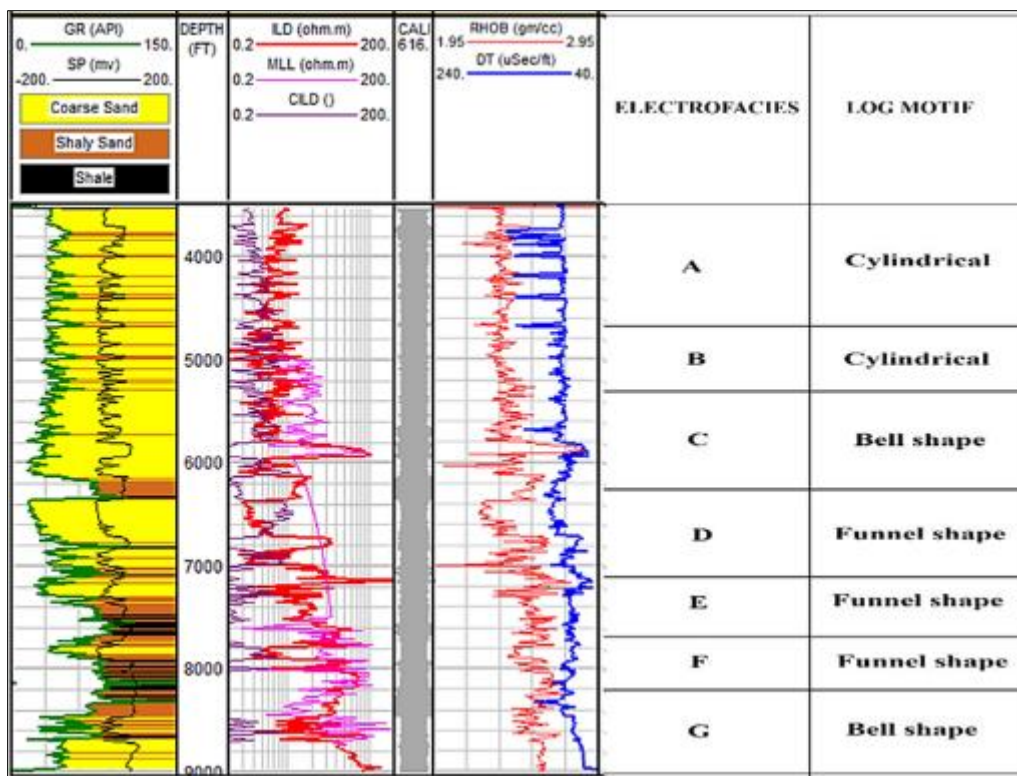 GR (API)
0. 150.
SP (mv)
-200. 200.
Coarse Sand
Shaly Sand
Shale
DEPTH
(FT)
ILD (ohm.m)
0.2 200.
MLL (ohm.m)
0.2 200.
CILD ()
0.2 200.
CALI
616.
RHOB (gm/cc)
1.95 2.95
DT (uSec/ft)
240. 40.
ELECTROFACIES
LOG MOTIF
4000
5000
6000
7000
8000
9000
A Cylindrical
B Cylindrical
C Bell shape
D Funnel shape
E Funnel shape
F Funnel shape
G Bell shape